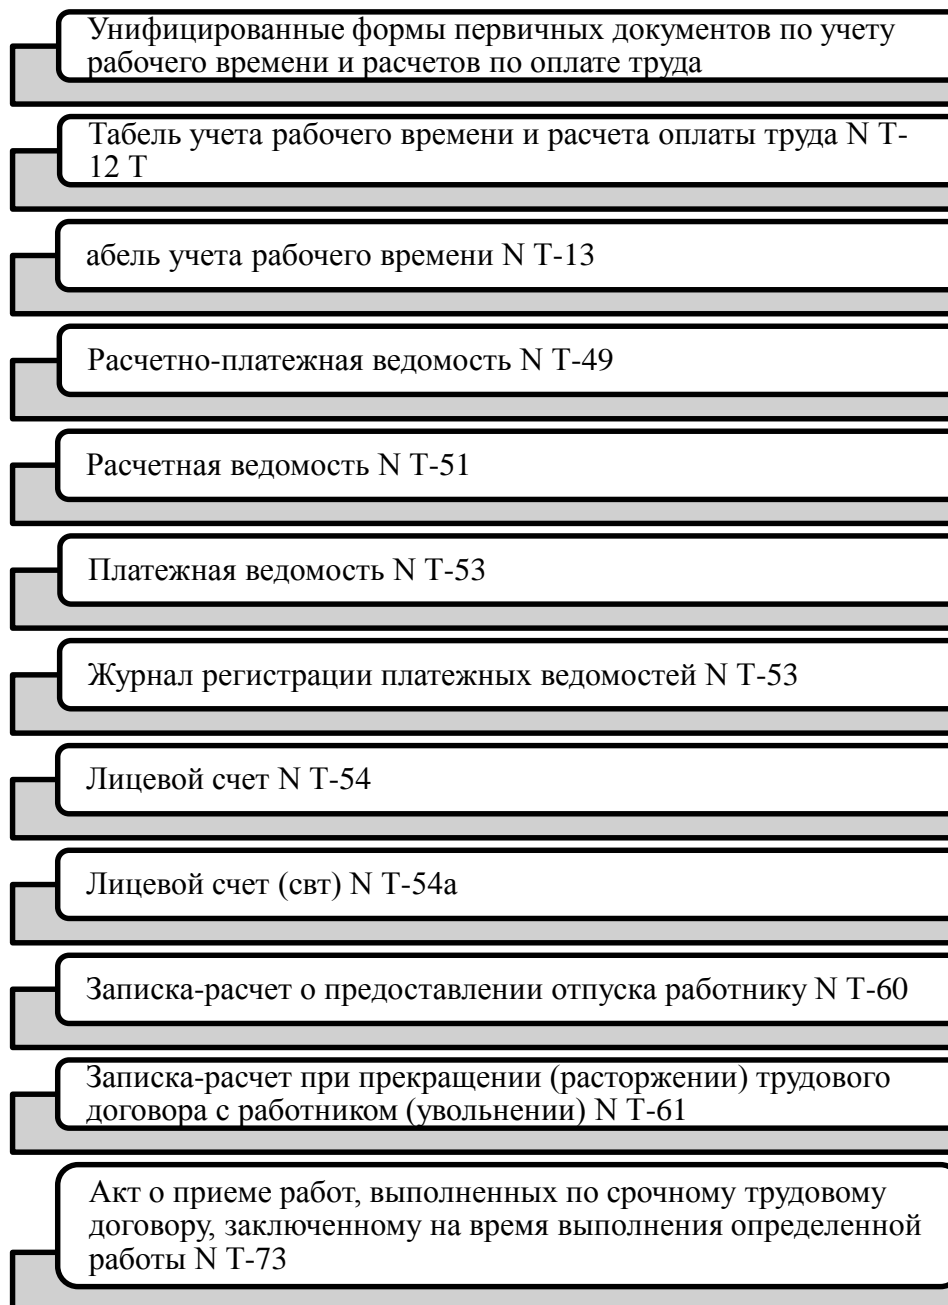 Унифицированные формы первичных документов по учету
рабочего времени и расчетов по оплате труда
Табель учета рабочего времени и расчета оплаты труда N Т-
12 Т
абель учета рабочего времени N Т-13
Расчетно-платежная ведомость N Т-49
Расчетная ведомость N Т-51
Платежная ведомость N Т-53
Журнал регистрации платежных ведомостей N Т-53
Лицевой счет N Т-54
Лицевой счет (свт) N Т-54а
Записка-расчет о предоставлении отпуска работнику N Т-60
Записка-расчет при прекращении (расторжении) трудового
договора с работником (увольнении) N Т-61
Акт о приеме работ, выполненных по срочному трудовому
договору, заключенному на время выполнения определенной
работы N Т-73